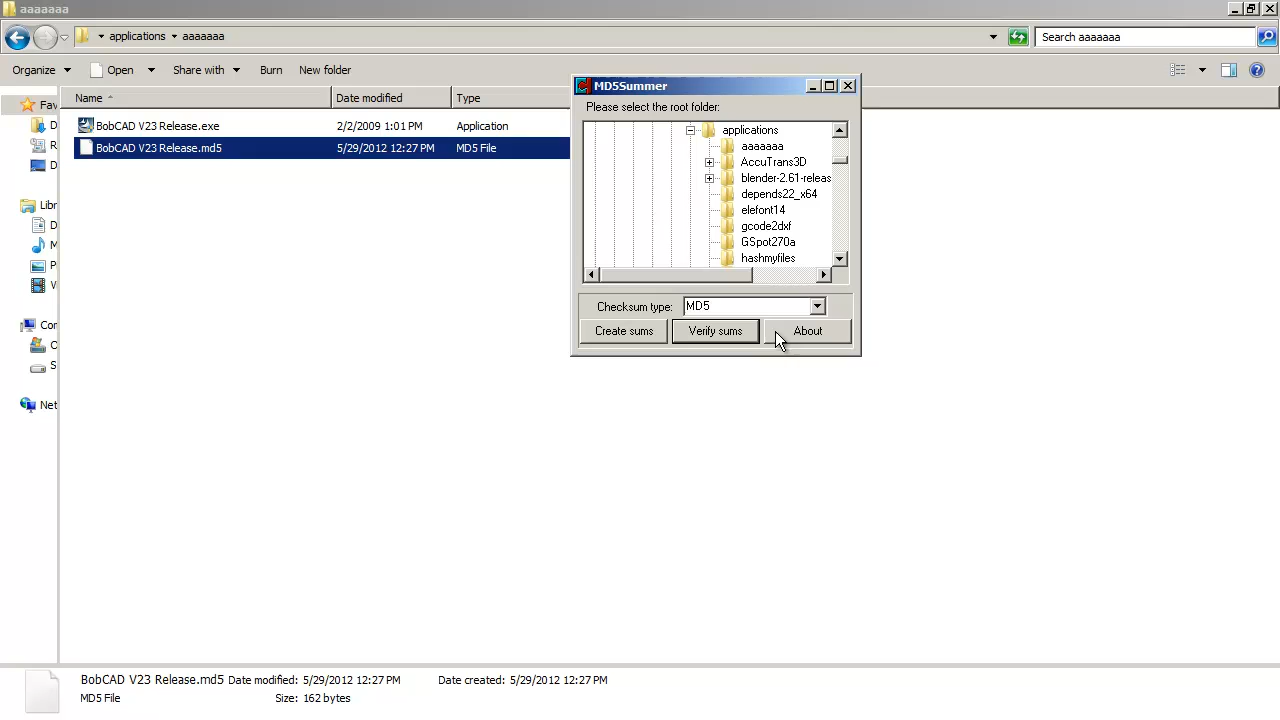 aaaaaaa
applications aaaaaaa
Search aaaaaaa
Organize Open Share with Burn New folder
Name Date modified Type
BobCAD V23 Release.exe 2/2/2009 1:01 PM Application
BobCAD V23 Release.md5 5/29/2012 12:27 PM MD5 File
Fav
D
R
D
Libr
D
M
P
V
Con
C
S
Net
MD5Summer
Please select the root folder:
applications
aaaaaaa
AccuTrans3D
blender-2.61-releas
depends22_x64
elefont14
gcode2dxf
GSpot270a
hashmyfiles
Checksum type: MD5
Create sums Verify sums About
BobCAD V23 Release.md5 Date modified: 5/29/2012 12:27 PM Date created: 5/29/2012 12:27 PM
MD5 File Size: 162 bytes